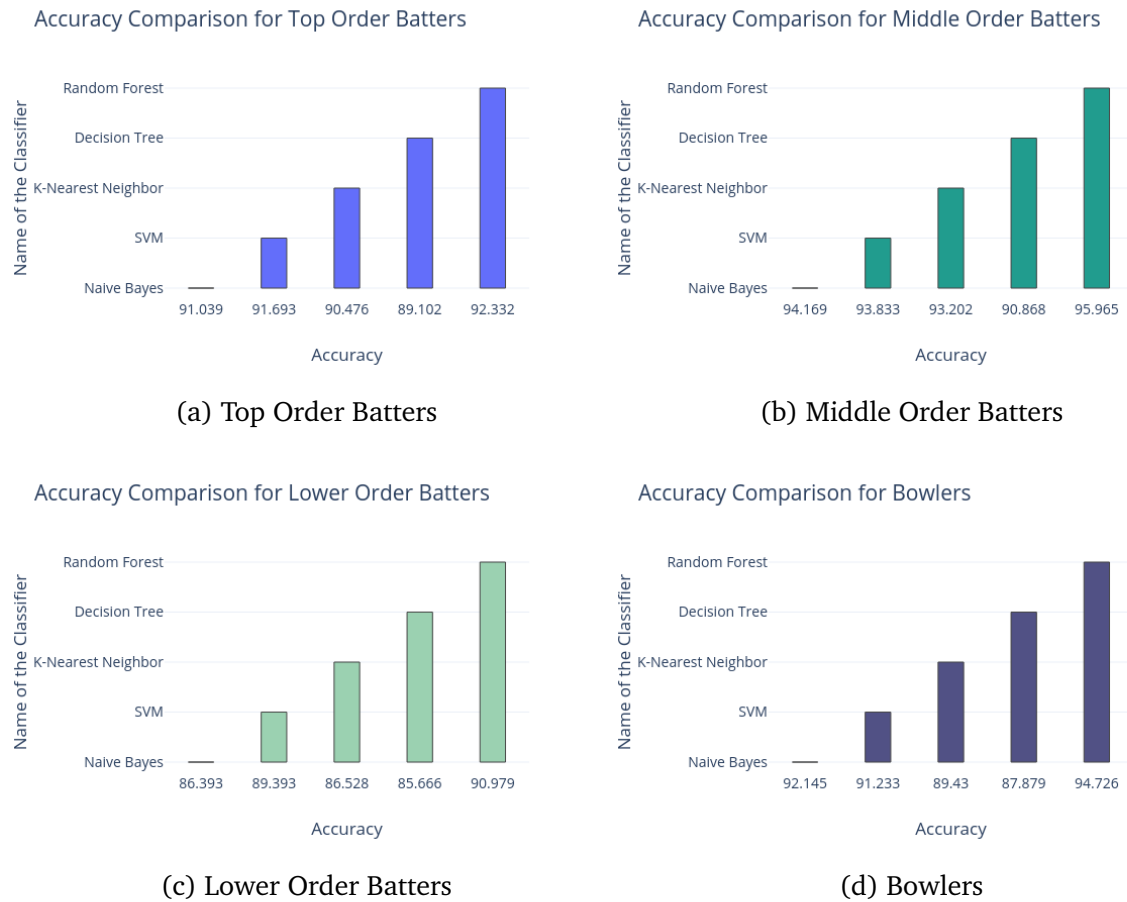 Accuracy Comparison for Top Order Batters
Name of the Classifier
Random Forest
Decision Tree
K-Nearest Neighbor
SVM
Naive Bayes
91.039 91.693 90.476 89.102 92.332
Accuracy
(a) Top Order Batters
Accuracy Comparison for Middle Order Batters
Name of the Classifier
Random Forest
Decision Tree
K-Nearest Neighbor
SVM
Naive Bayes
94.169 93.833 93.202 90.868 95.965
Accuracy
(b) Middle Order Batters
Accuracy Comparison for Lower Order Batters
Name of the Classifier
Random Forest
Decision Tree
K-Nearest Neighbor
SVM
Naive Bayes
86.393 89.393 86.528 85.666 90.979
Accuracy
(c) Lower Order Batters
Accuracy Comparison for Bowlers
Name of the Classifier
Random Forest
Decision Tree
K-Nearest Neighbor
SVM
Naive Bayes
92.145 91.233 89.43 87.879 94.726
Accuracy
(d) Bowlers